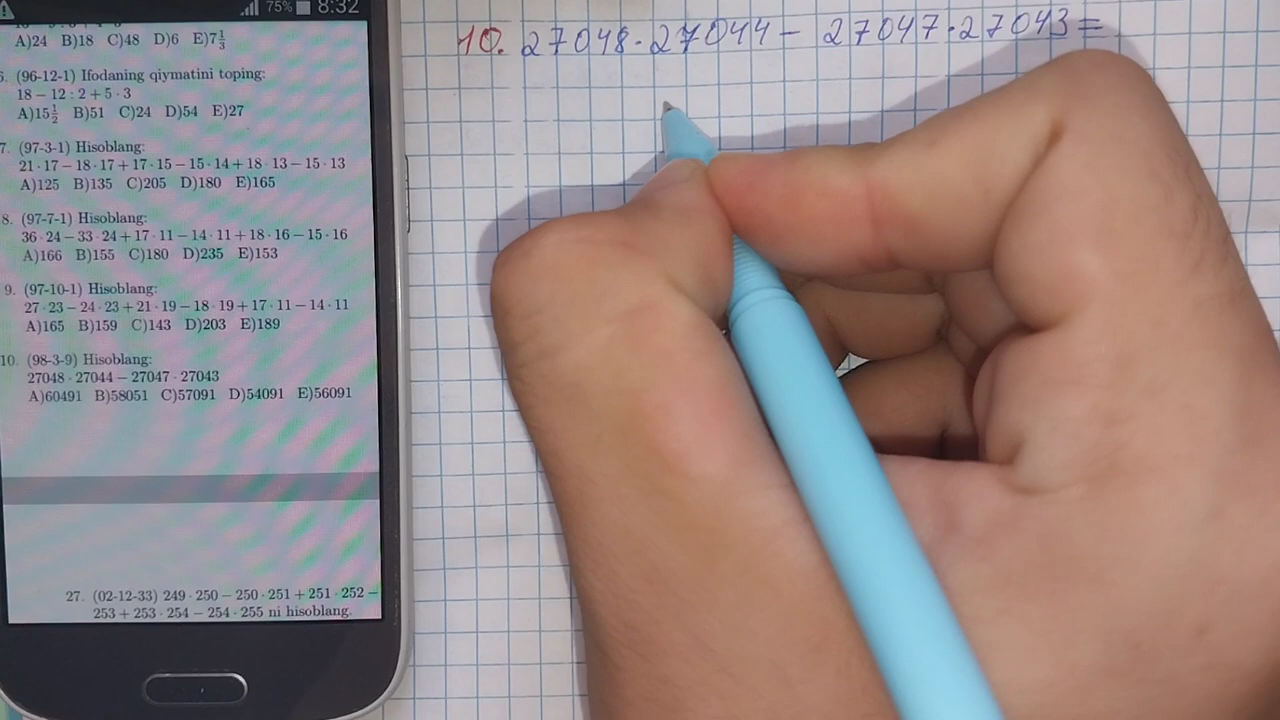 75% 8:32
A)24 B)18 C)48 D)6 E)7⅓
6. (96-12-1) Ifodaning qiymatini toping:
18 − 12 : 2 + 5 · 3
A)15½ B)51 C)24 D)54 E)27
7. (97-3-1) Hisoblang:
21 · 17 − 18 · 17 + 17 · 15 − 15 · 14 + 18 · 13 − 15 · 13
A)125 B)135 C)205 D)180 E)165
8. (97-7-1) Hisoblang:
36 · 24 − 33 · 24 + 17 · 11 − 14 · 11 + 18 · 16 − 15 · 16
A)166 B)155 C)180 D)235 E)153
9. (97-10-1) Hisoblang:
27 · 23 − 24 · 23 + 21 · 19 − 18 · 19 + 17 · 11 − 14 · 11
A)165 B)159 C)143 D)203 E)189
10. (98-3-9) Hisoblang:
27048 · 27044 − 27047 · 27043
A)60491 B)58051 C)57091 D)54091 E)56091
27. (02-12-33) 249 · 250 − 250 · 251 + 251 · 252 −
253 + 253 · 254 − 254 · 255 ni hisoblang.
10. 27048 · 27044 − 27047 · 27043 =